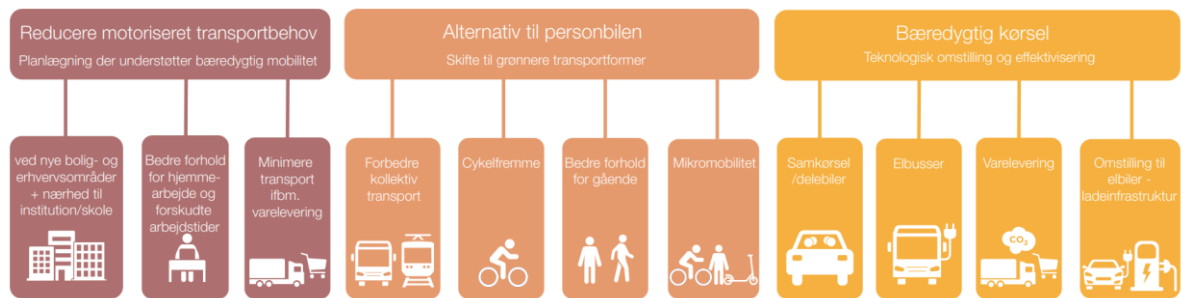 Reducere motoriseret transportbehov
Planlægning der understøtter bæredygtig mobilitet
ved nye bolig- og
erhvervsområder
+ nærhed til
institution/skole
Bedre forhold
for hjemme-
arbejde og
forskudte
arbejdstider
Minimere
transport
ifbm.
varelevering
Alternativ til personbilen
Skifte til grønnere transportformer
Forbedre
kollektiv
transport
Cykelfremme
Bedre forhold
for gående
Mikromobilitet
Bæredygtig kørsel
Teknologisk omstilling og effektivisering
Samkørsel
/delebiler
Elbusser
Varelevering
CO₂
Omstilling til
elbiler -
ladeinfrastruktur